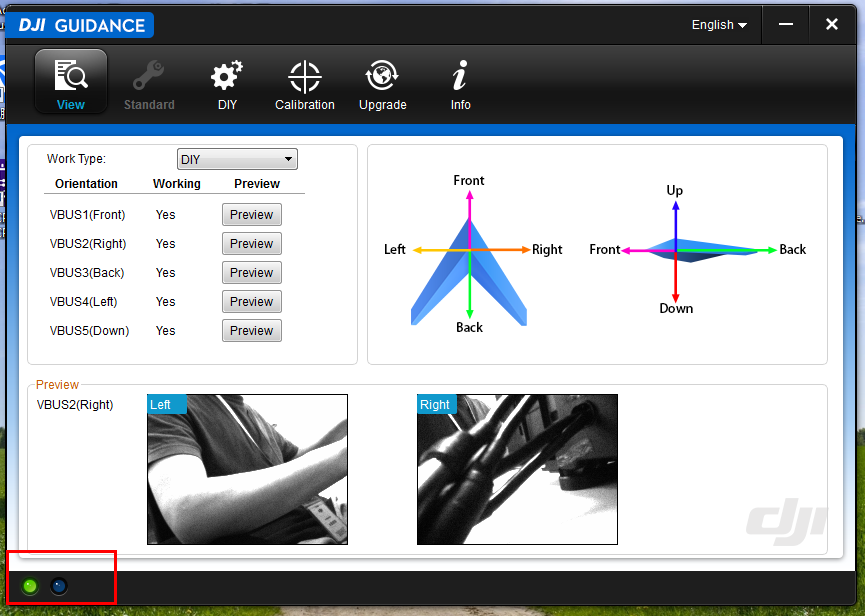 DJI GUIDANCE
English
View
Standard
DIY
Calibration
Upgrade
Info
Work Type:
DIY
Orientation Working Preview
VBUS1(Front) Yes Preview
VBUS2(Right) Yes Preview
VBUS3(Back) Yes Preview
VBUS4(Left) Yes Preview
VBUS5(Down) Yes Preview
Front
Left
Right
Back
Up
Front
Back
Down
Preview
VBUS2(Right)
Left
Right
dji